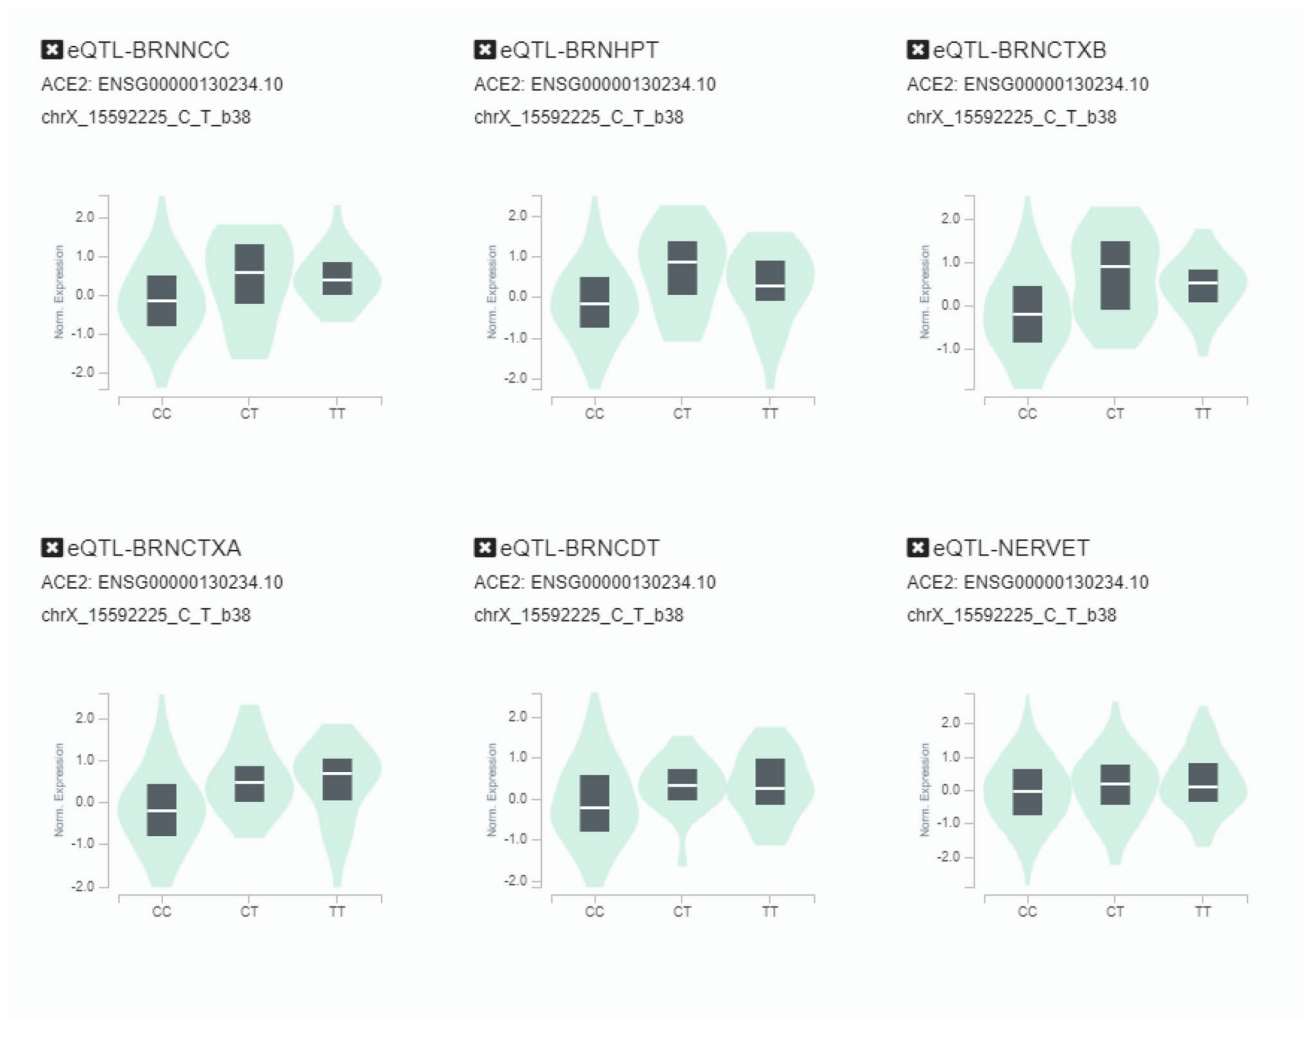 eQTL-BRNNCC
ACE2: ENSG00000130234.10
chrX_15592225_C_T_b38
Norm. Expression
2.0
1.0
0.0
-1.0
-2.0
CC CT TT
eQTL-BRNHPT
ACE2: ENSG00000130234.10
chrX_15592225_C_T_b38
Norm. Expression
2.0
1.0
0.0
-1.0
-2.0
CC CT TT
eQTL-BRNCTXB
ACE2: ENSG00000130234.10
chrX_15592225_C_T_b38
Norm. Expression
2.0
1.0
0.0
-1.0
CC CT TT
eQTL-BRNCTXA
ACE2: ENSG00000130234.10
chrX_15592225_C_T_b38
Norm. Expression
2.0
1.0
0.0
-1.0
-2.0
CC CT TT
eQTL-BRNCDT
ACE2: ENSG00000130234.10
chrX_15592225_C_T_b38
Norm. Expression
2.0
1.0
0.0
-1.0
-2.0
CC CT TT
eQTL-NERVET
ACE2: ENSG00000130234.10
chrX_15592225_C_T_b38
Norm. Expression
2.0
1.0
0.0
-1.0
-2.0
CC CT TT